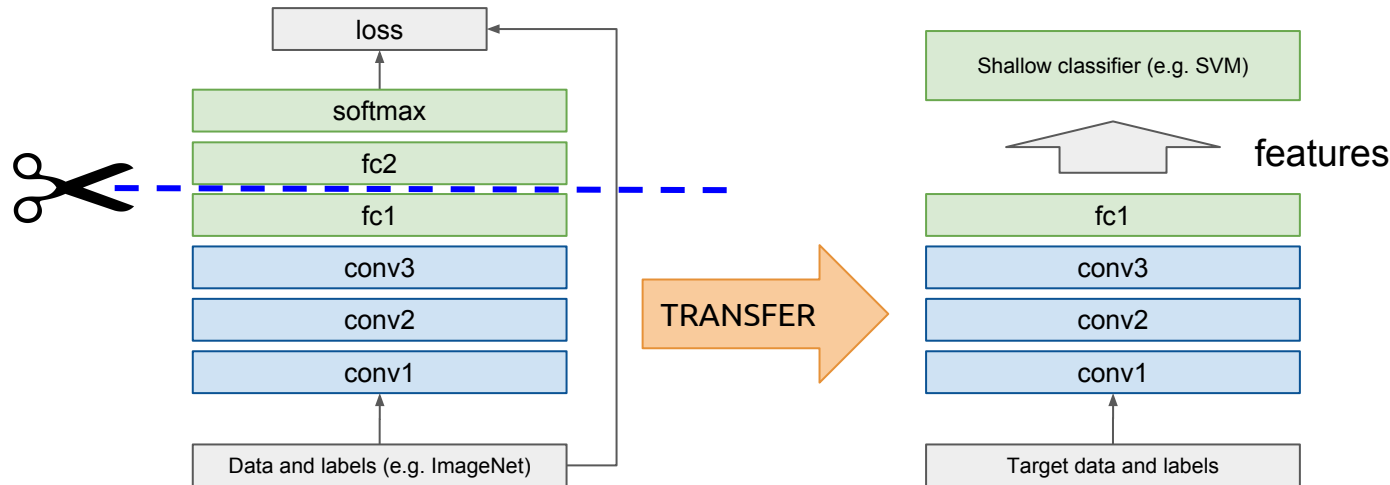 loss
softmax
fc2
fc1
conv3
conv2
conv1
Data and labels (e.g. ImageNet)
TRANSFER
Shallow classifier (e.g. SVM)
features
fc1
conv3
conv2
conv1
Target data and labels